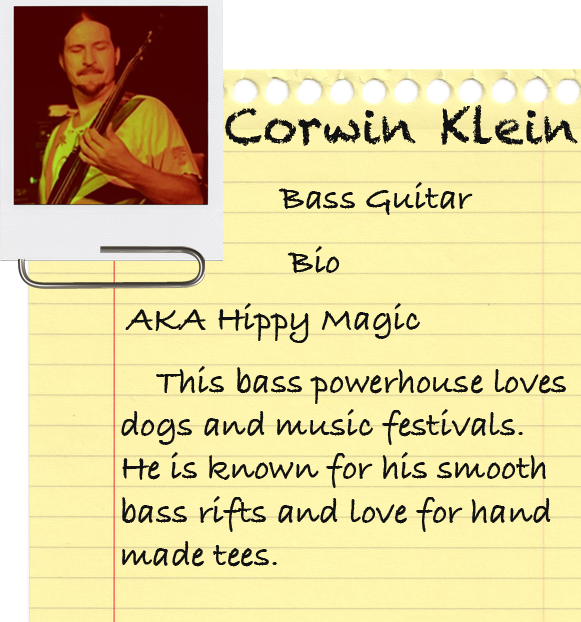 Corwin Klein
Bass Guitar
Bio
AKA Hippy Magic
This bass powerhouse loves
dogs and music festivals.
He is known for his smooth
bass rifts and love for hand
made tees.